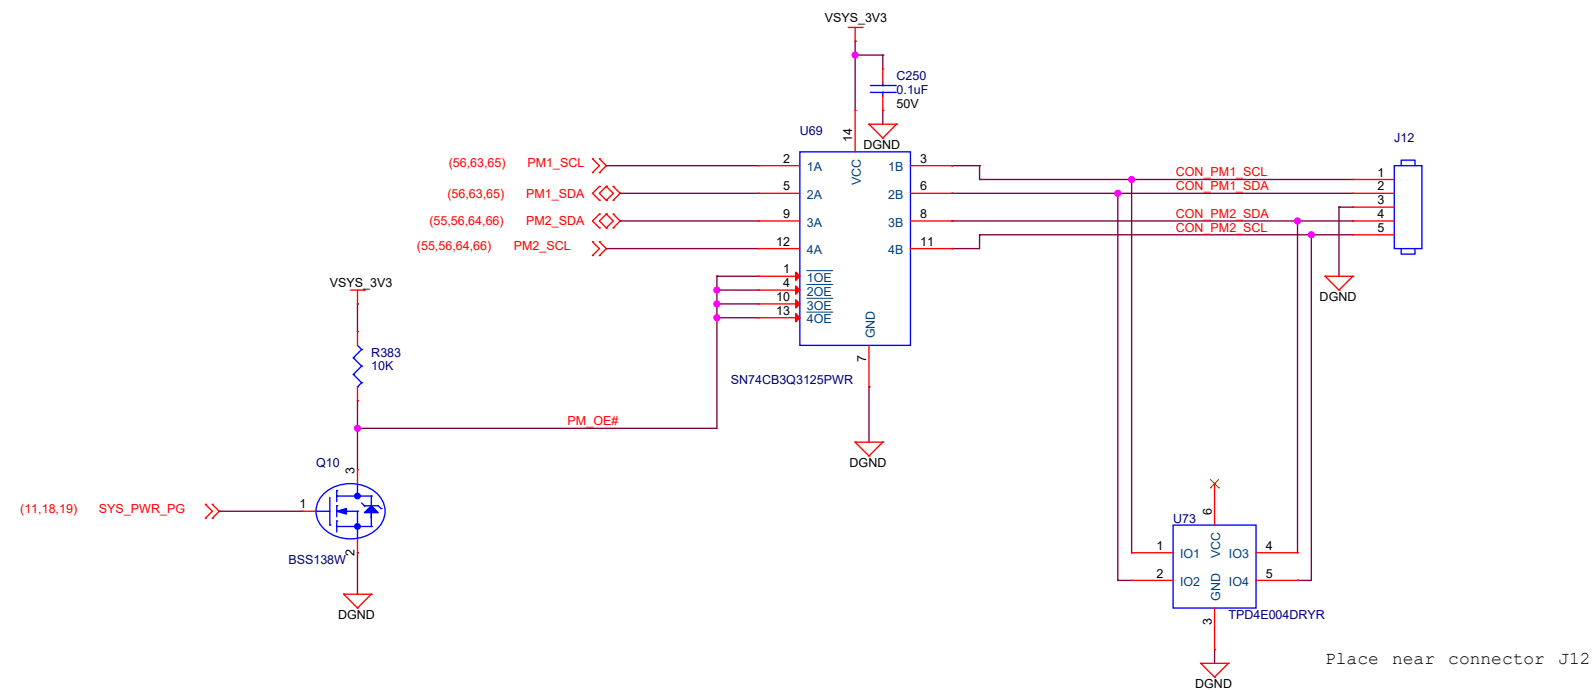 VSYS_3V3
C250
0.1uF
50V
DGND
U69
14
VCC
J12
(56,63,65) PM1_SCL
2 1A
1B 3
CON_PM1_SCL
1
(56,63,65) PM1_SDA
5 2A
2B 6
CON_PM1_SDA
2
3
(55,56,64,66) PM2_SDA
9 3A
3B 8
CON_PM2_SDA
4
(55,56,64,66) PM2_SCL
12 4A
4B 11
CON_PM2_SCL
5
1 1OE
4 2OE
10 3OE
13 4OE
GND
7
DGND
VSYS_3V3
R383
10K
SN74CB3Q3125PWR
PM_OE#
DGND
Q10
3
(11,18,19) SYS_PWR_PG
1
BSS138W
2
DGND
U73
6
VCC
1 IO1
IO3 4
2 IO2
IO4 5
GND
3
TPD4E004DRYR
DGND
Place near connector J12